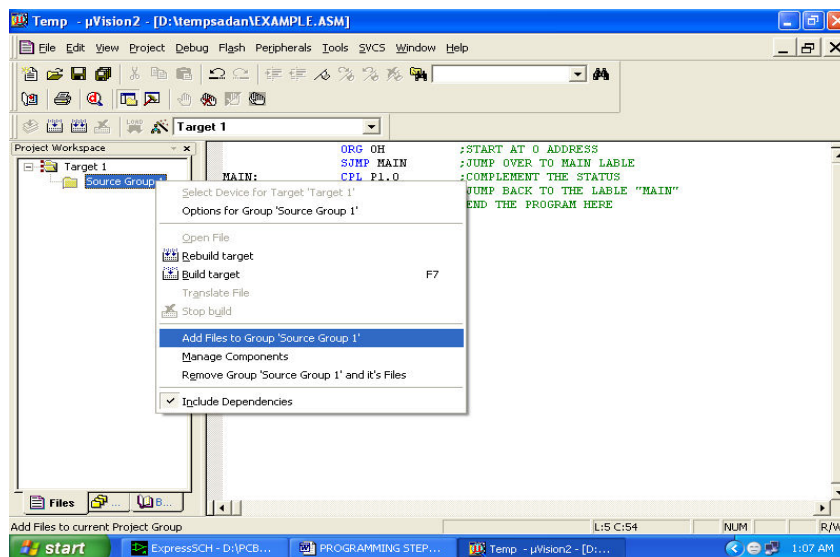 Temp - µVision2 - [D:\tempsadan\EXAMPLE.ASM]
File Edit View Project Debug Flash Peripherals Tools SVCS Window Help
Target 1
Project Workspace
Target 1
Source Group 1
ORG 0H ;START AT 0 ADDRESS
SJMP MAIN ;JUMP OVER TO MAIN LABLE
MAIN: CPL P1.0 ;COMPLEMENT THE STATUS
JUMP BACK TO THE LABLE "MAIN"
END THE PROGRAM HERE
Select Device for Target 'Target 1'
Options for Group 'Source Group 1'
Open File
Rebuild target
Build target F7
Translate File
Stop build
Add Files to Group 'Source Group 1'
Manage Components
Remove Group 'Source Group 1' and it's Files
Include Dependencies
Files ... B...
Add Files to current Project Group L:5 C:54 NUM R/W
start ExpressSCH - D:\PCB... PROGRAMMING STEP... Temp - µVision2 - [D:... 1:07 AM